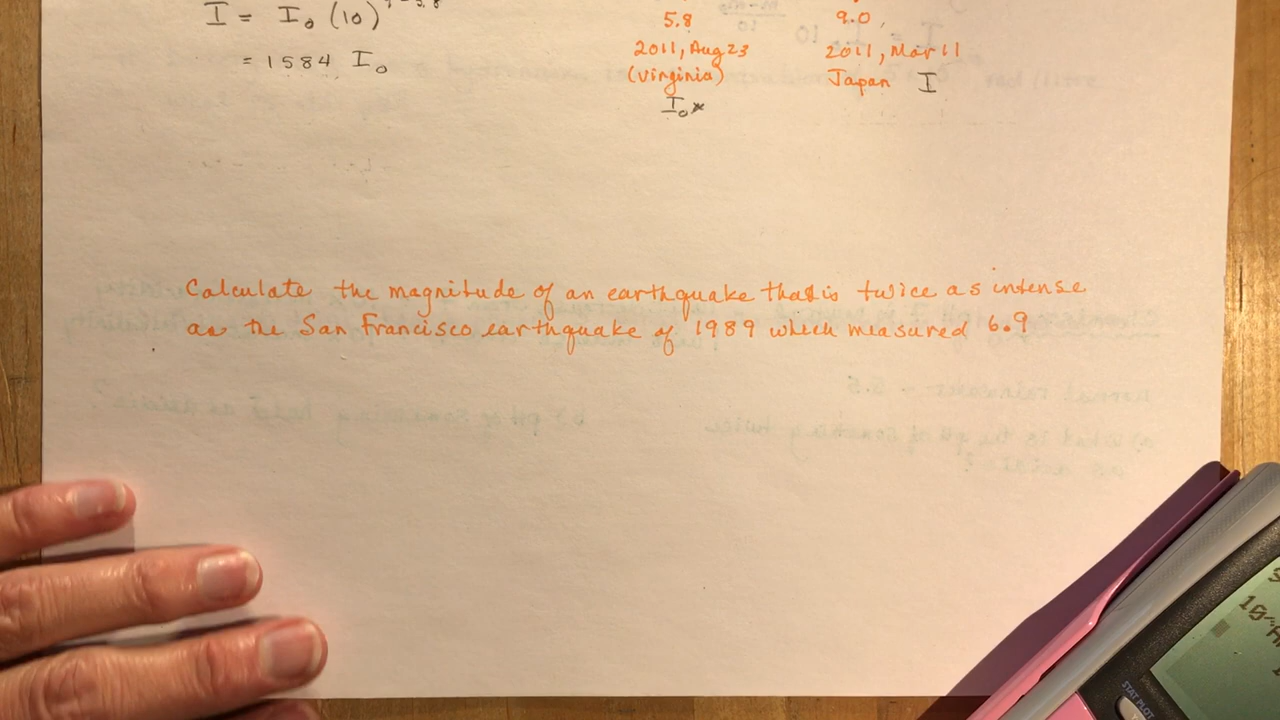 I = I₀ (10)
= 1584 I₀
5.8 9.0
2011, Aug 23 2011, Mar 11
(Virginia) Japan I
I₀*
Calculate the magnitude of an earthquake that is twice as intense
as the San Francisco earthquake of 1989 which measured 6.9
STAT PLOT